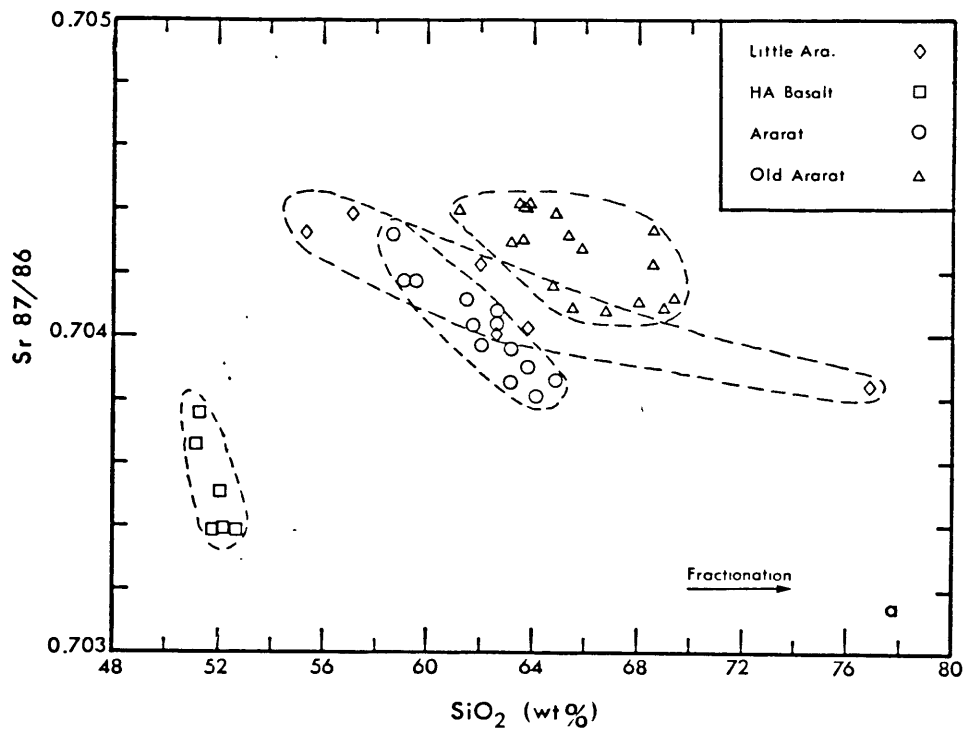 0.705
Little Ara.
HA Basalt
Ararat
Old Ararat
Sr 87/86
0.704
Fractionation
a
0.703
48 52 56 60 64 68 72 76 80
SiO₂ (wt%)